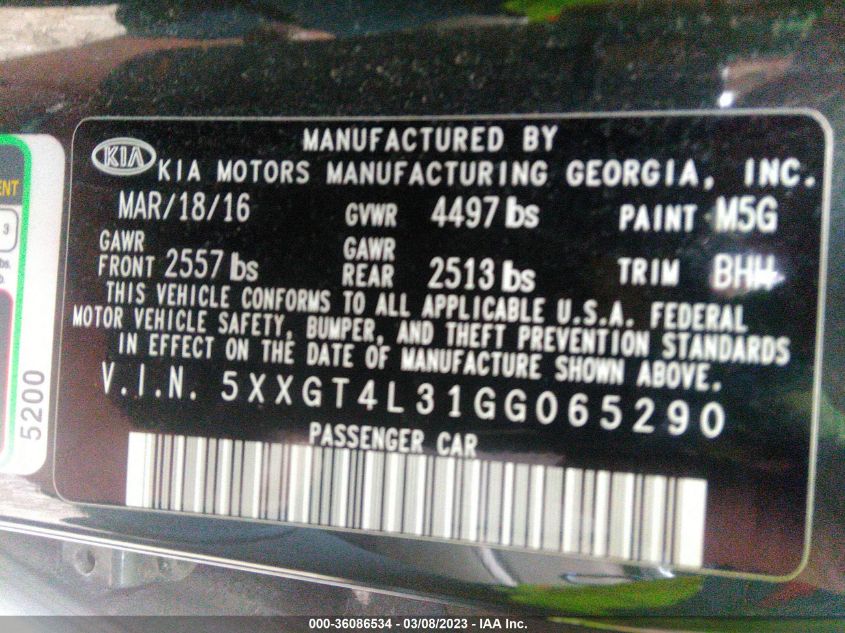 MANUFACTURED BY
KIA KIA MOTORS MANUFACTURING GEORGIA, INC.
MAR/18/16 GVWR 4497 lbs PAINT M5G
GAWR FRONT 2557 lbs GAWR REAR 2513 lbs TRIM BHH
THIS VEHICLE CONFORMS TO ALL APPLICABLE U.S.A. FEDERAL
MOTOR VEHICLE SAFETY, BUMPER, AND THEFT PREVENTION STANDARDS
IN EFFECT ON THE DATE OF MANUFACTURE SHOWN ABOVE.
V.I.N. 5XXGT4L31GG065290
PASSENGER CAR
ENT
3
bs.
5200
000-36086534 - 03/08/2023 - IAA Inc.